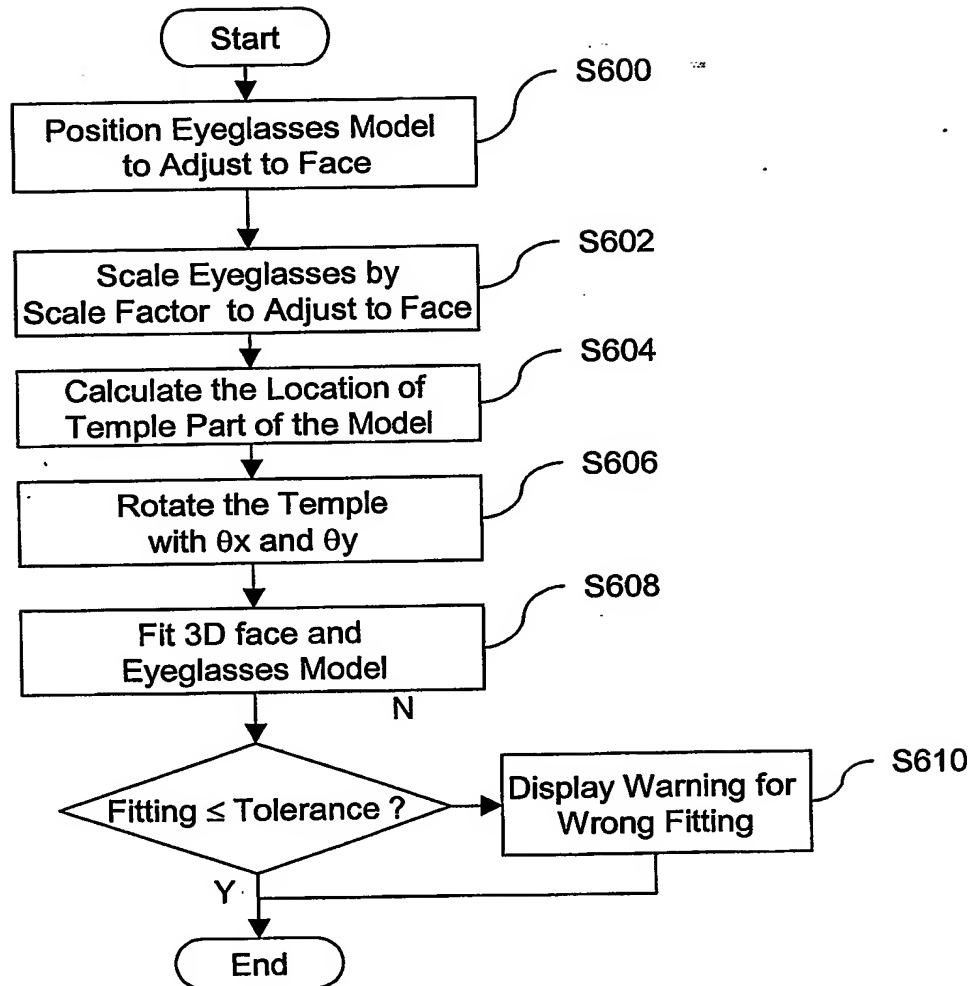 Start
S600
Position Eyeglasses Model
to Adjust to Face
S602
Scale Eyeglasses by
Scale Factor to Adjust to Face
S604
Calculate the Location of
Temple Part of the Model
S606
Rotate the Temple
with θx and θy
S608
Fit 3D face and
Eyeglasses Model
N
S610
Fitting ≤ Tolerance ?
Display Warning for
Wrong Fitting
Y
End